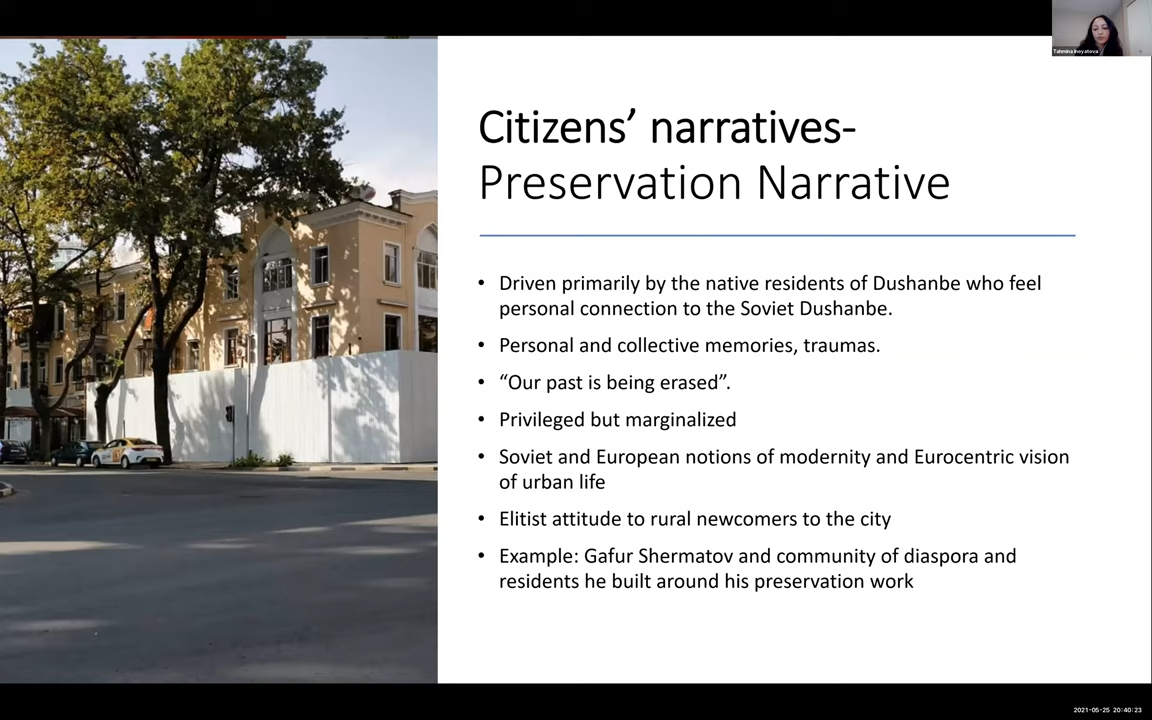 Tahmina Inoyatova
Citizens’ narratives-
Preservation Narrative
• Driven primarily by the native residents of Dushanbe who feel
personal connection to the Soviet Dushanbe.
• Personal and collective memories, traumas.
• “Our past is being erased”.
• Privileged but marginalized
• Soviet and European notions of modernity and Eurocentric vision
of urban life
• Elitist attitude to rural newcomers to the city
• Example: Gafur Shermatov and community of diaspora and
residents he built around his preservation work
2021-05-25 20:40:23